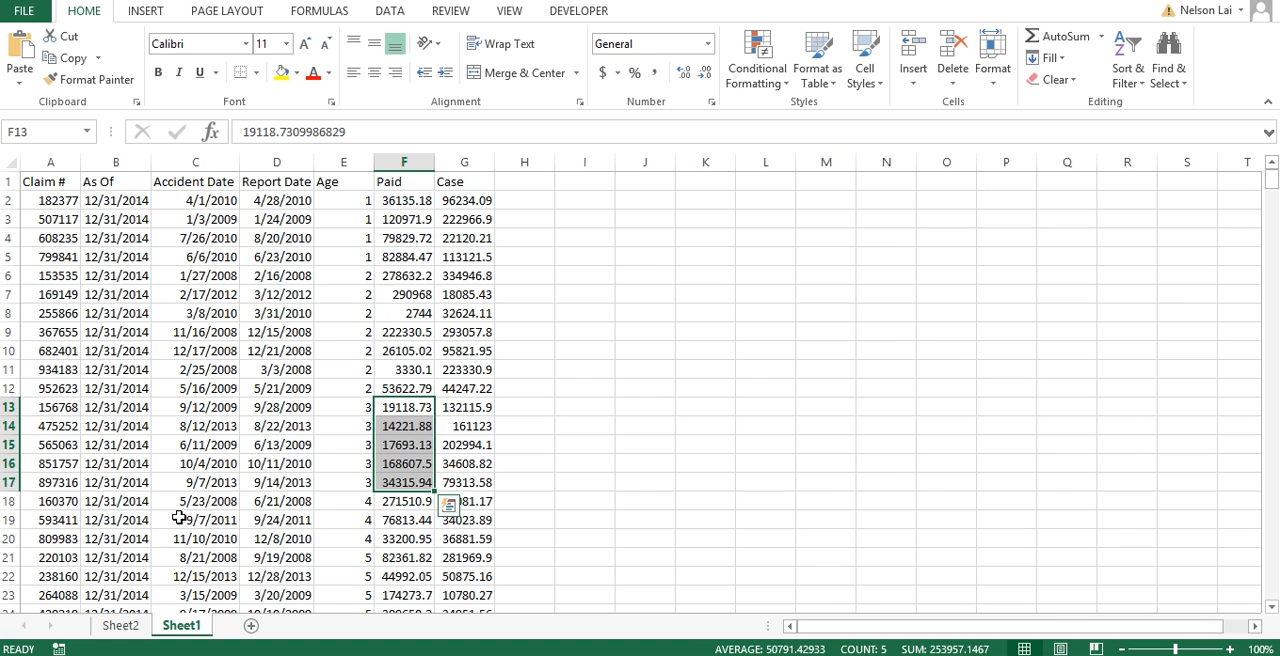 FILE HOME INSERT PAGE LAYOUT FORMULAS DATA REVIEW VIEW DEVELOPER Nelson Lai
Paste Cut Copy Format Painter Calibri 11 B I U Wrap Text Merge & Center General $ % , Conditional Formatting Format as Table Cell Styles Insert Delete Format AutoSum Fill Clear Sort & Filter Find & Select
Clipboard Font Alignment Number Styles Cells Editing
F13 fx 19118.7309986829
A B C D E F G H I J K L M N O P Q R S T
1 Claim # As Of Accident Date Report Date Age Paid Case
2 182377 12/31/2014 4/1/2010 4/28/2010 1 36135.18 96234.09
3 507117 12/31/2014 1/3/2009 1/24/2009 1 120971.9 222966.9
4 608235 12/31/2014 7/26/2010 8/20/2010 1 79829.72 22120.21
5 799841 12/31/2014 6/6/2010 6/23/2010 1 82884.47 113121.5
6 153535 12/31/2014 1/27/2008 2/16/2008 2 278632.2 334946.8
7 169149 12/31/2014 2/17/2012 3/12/2012 2 290968 18085.43
8 255866 12/31/2014 3/8/2010 3/31/2010 2 2744 32624.11
9 367655 12/31/2014 11/16/2008 12/15/2008 2 222330.5 293057.8
10 682401 12/31/2014 12/17/2008 12/21/2008 2 26105.02 95821.95
11 934183 12/31/2014 2/25/2008 3/3/2008 2 3330.1 223330.9
12 952623 12/31/2014 5/16/2009 5/21/2009 2 53622.79 44247.22
13 156768 12/31/2014 9/12/2009 9/28/2009 3 19118.73 132115.9
14 475252 12/31/2014 8/12/2013 8/22/2013 3 14221.88 161123
15 565063 12/31/2014 6/11/2009 6/13/2009 3 17693.13 202994.1
16 851757 12/31/2014 10/4/2010 10/11/2010 3 168607.5 34608.82
17 897316 12/31/2014 9/7/2013 9/14/2013 3 34315.94 79313.58
18 160370 12/31/2014 5/23/2008 6/21/2008 4 271510.9
19 593411 12/31/2014 9/7/2011 9/24/2011 4 76813.44 34023.89
20 809983 12/31/2014 11/10/2010 12/8/2010 4 33200.95 36881.59
21 220103 12/31/2014 8/21/2008 9/19/2008 5 82361.82 281969.9
22 238160 12/31/2014 12/15/2013 12/28/2013 5 44992.05 50875.16
23 264088 12/31/2014 3/15/2009 3/20/2009 5 174273.7 10780.27
Sheet2 Sheet1
READY AVERAGE: 50791.42933 COUNT: 5 SUM: 253957.1467 100%